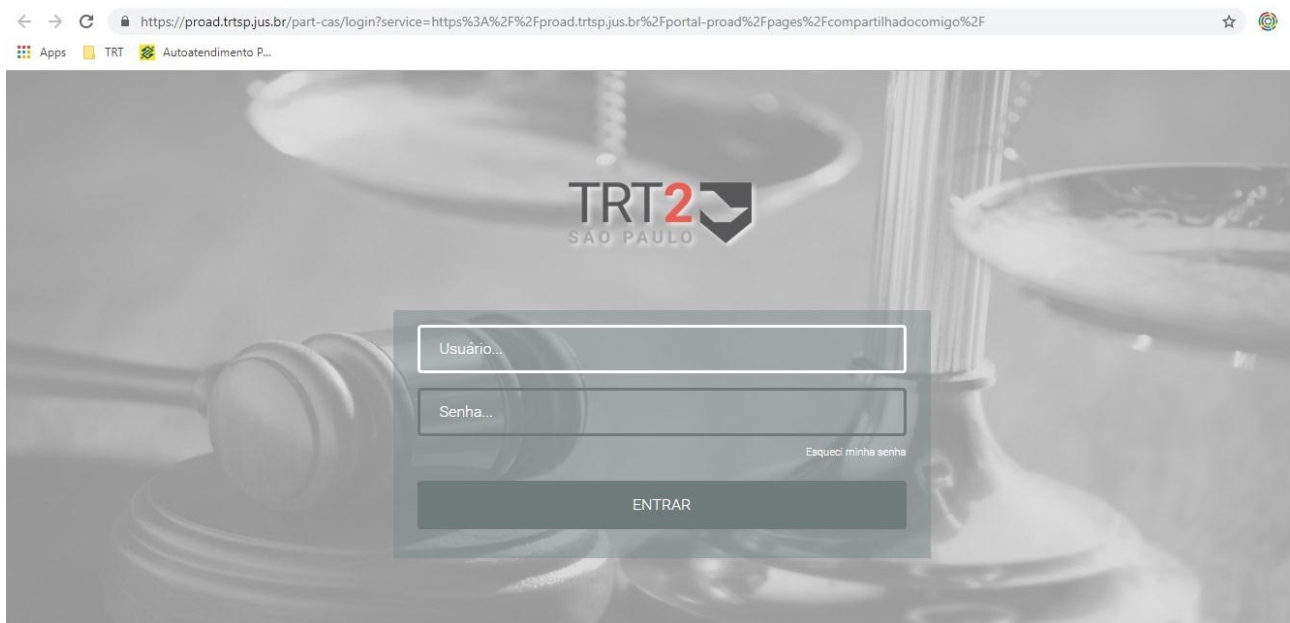 https://proad.trtsp.jus.br/part-cas/login?service=https%3A%2F%2Fproad.trtsp.jus.br%2Fportal-proad%2Fpages%2Fcompartilhadocomigo%2F
Apps TRT Autoatendimento P...
TRT2
SÃO PAULO
Usuário...
Senha...
Esqueci minha senha
ENTRAR